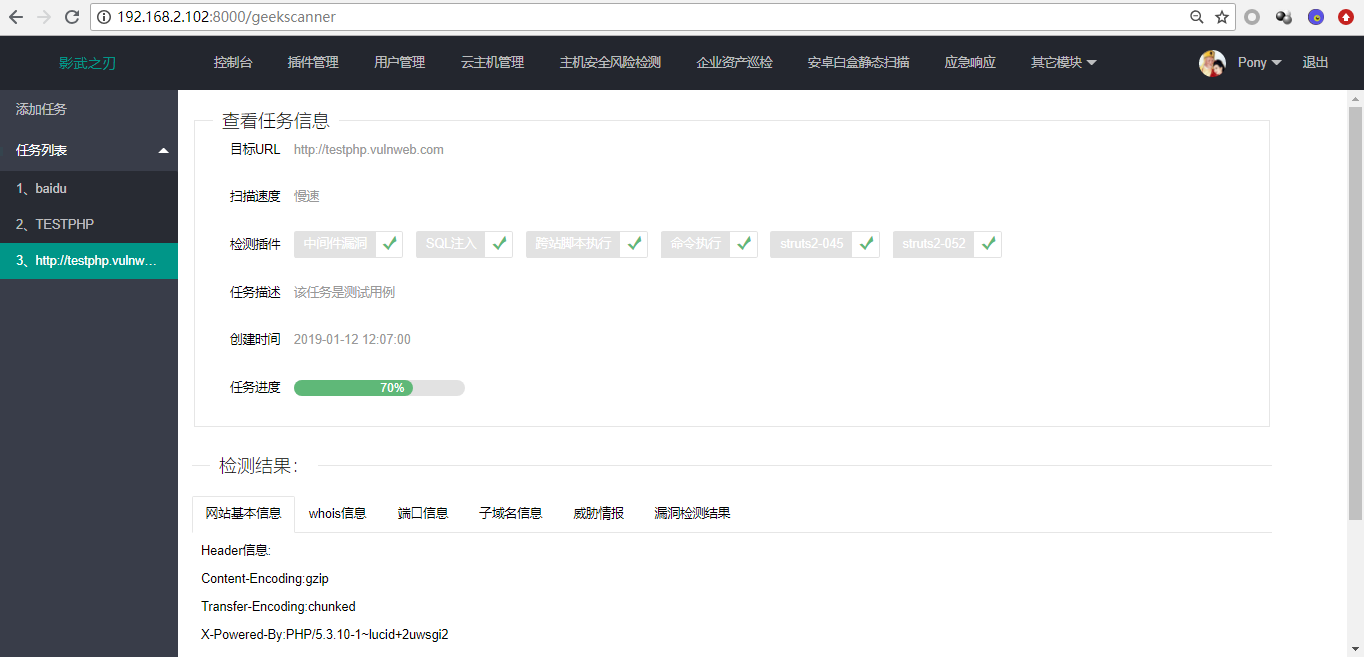 192.168.2.102:8000/geekscanner
影武之刃 控制台 插件管理 用户管理 云主机管理 主机安全风险检测 企业资产巡检 安卓白盒静态扫描 应急响应 其它模块 Pony 退出
添加任务
任务列表
1、baidu
2、TESTPHP
3、http://testphp.vulnw...
查看任务信息
目标URL http://testphp.vulnweb.com
扫描速度 慢速
检测插件 中间件漏洞 SQL注入 跨站脚本执行 命令执行 struts2-045 struts2-052
任务描述 该任务是测试用例
创建时间 2019-01-12 12:07:00
任务进度 70%
检测结果：
网站基本信息 whois信息 端口信息 子域名信息 威胁情报 漏洞检测结果
Header信息:
Content-Encoding:gzip
Transfer-Encoding:chunked
X-Powered-By:PHP/5.3.10-1~lucid+2uwsgi2